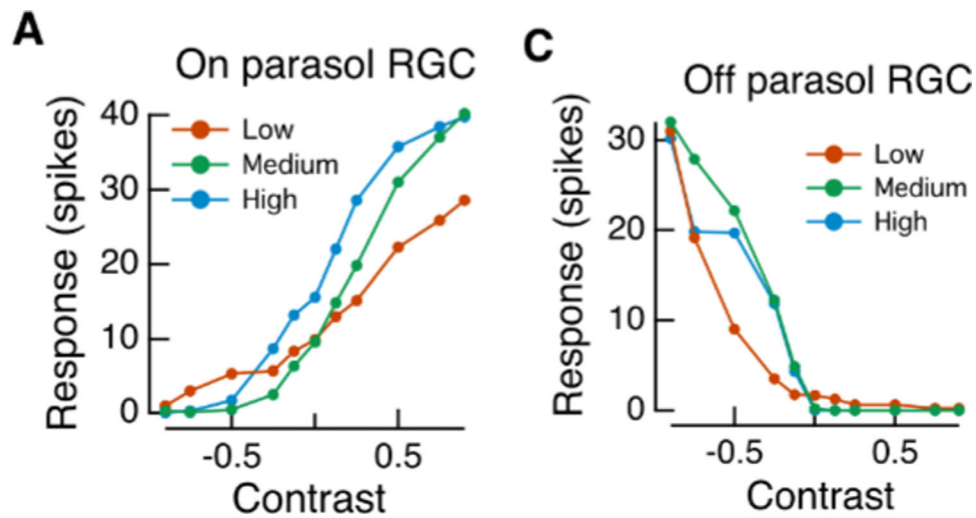 A
On parasol RGC
Response (spikes)
40
30
20
10
0
Low
Medium
High
-0.5
0.5
Contrast
C
Off parasol RGC
Response (spikes)
30
20
10
0
Low
Medium
High
-0.5
0.5
Contrast